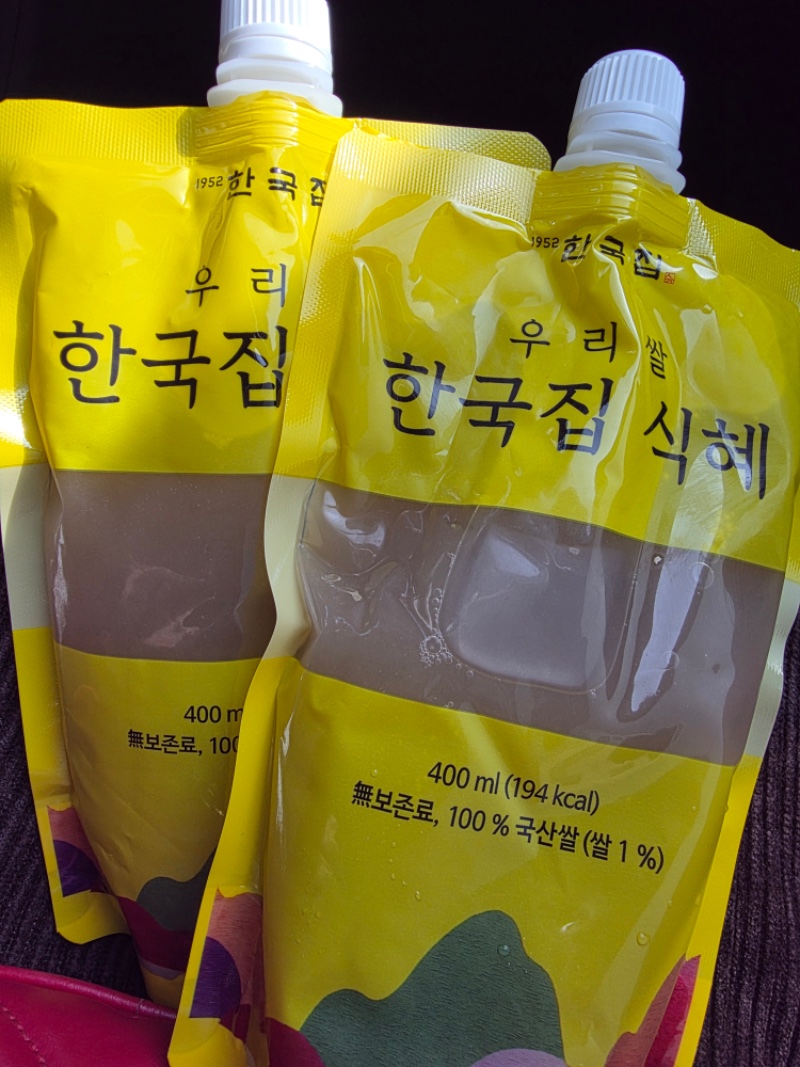 1952 한국집
우리
한국집
400 m
無보존료, 100
1952 한국집
우리쌀
한국집 식혜
400 ml (194 kcal)
無보존료, 100 % 국산쌀 (쌀 1 %)